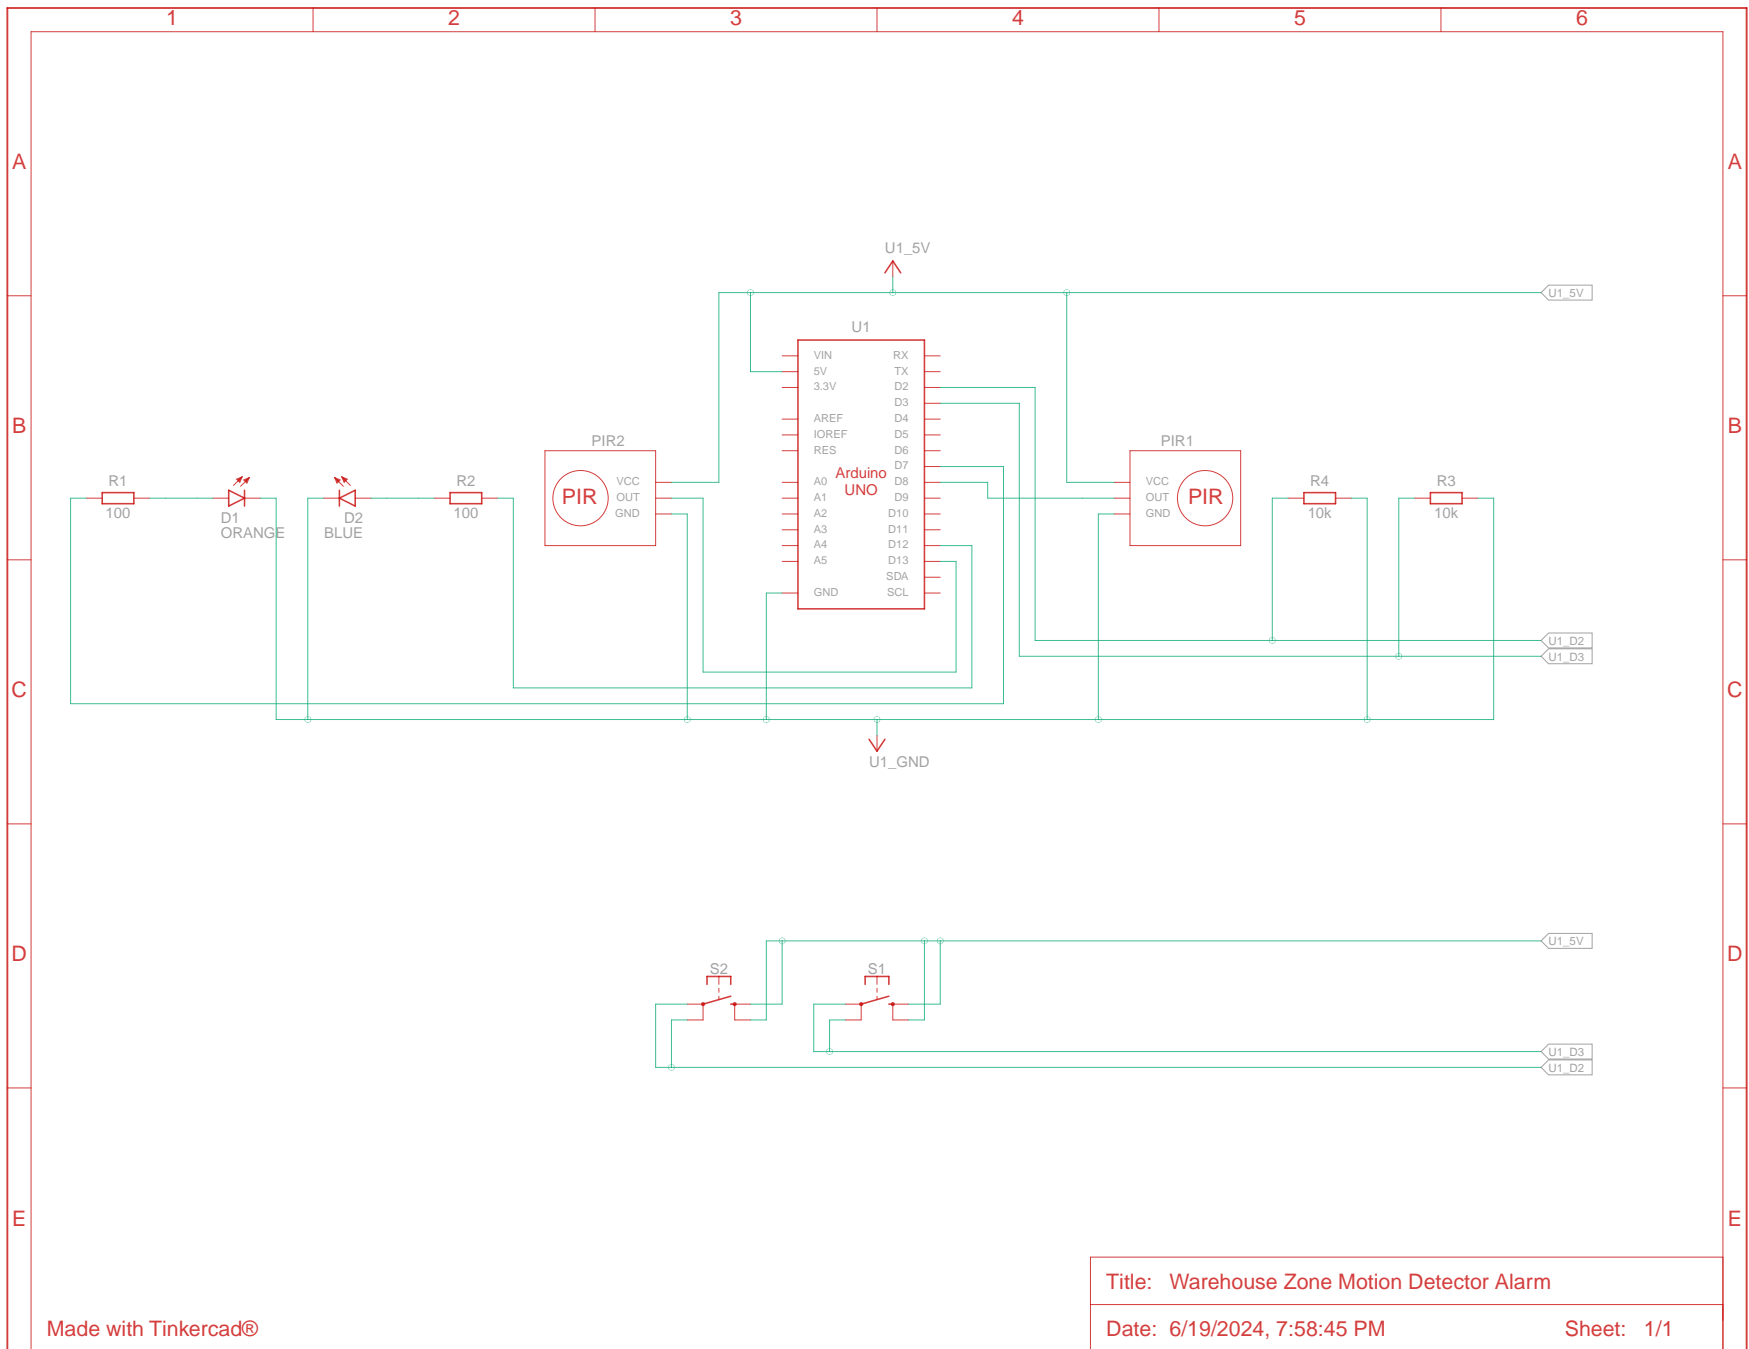 1 2 3 4 5 6
A A
U1_5V
U1_5V
U1
VIN RX
5V TX
3.3V D2
D3
AREF D4
IOREF D5
RES D6
D7
A0 D8
A1 D9
A2 D10
A3 D11
A4 D12
A5 D13
SDA
GND SCL
Arduino
UNO
B B
R1
100
D1
ORANGE
D2
BLUE
R2
100
PIR2
PIR
VCC
OUT
GND
PIR1
VCC
OUT
GND
PIR
R4
10k
R3
10k
U1_D2
U1_D3
C C
U1_GND
D D
U1_5V
S2 S1
U1_D3
U1_D2
E E
Title: Warehouse Zone Motion Detector Alarm
Made with Tinkercad®
Date: 6/19/2024, 7:58:45 PM Sheet: 1/1